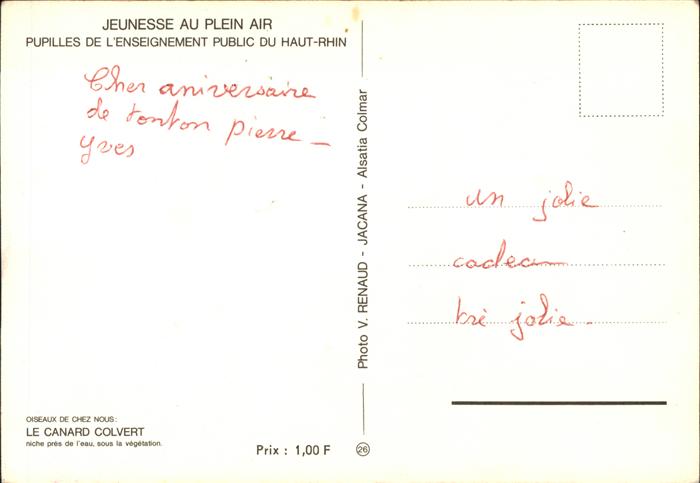 JEUNESSE AU PLEIN AIR
PUPILLES DE L'ENSEIGNEMENT PUBLIC DU HAUT-RHIN
Cher aniversaire
de tonton pierre –
yves
OISEAUX DE CHEZ NOUS:
LE CANARD COLVERT
niche près de l'eau, sous la végétation.
Prix : 1,00 F
26
Photo V. RENAUD - JACANA - Alsatia Colmar
un jolie
cadeau
trè jolie -